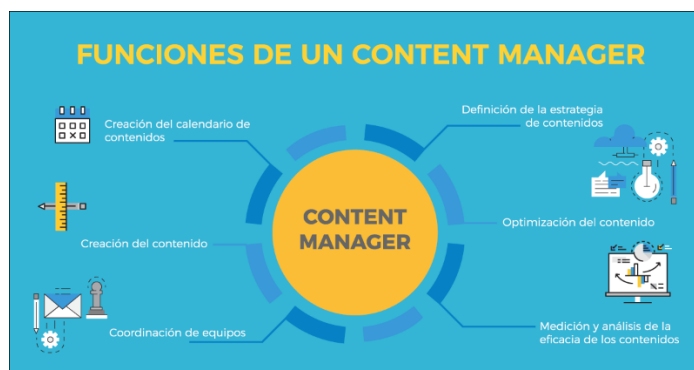 FUNCIONES DE UN CONTENT MANAGER
Creación del calendario de
contenidos
Definición de la estrategia
de contenidos
CONTENT
MANAGER
Creación del contenido
Optimización del contenido
Coordinación de equipos
Medición y análisis de la
eficacia de los contenidos